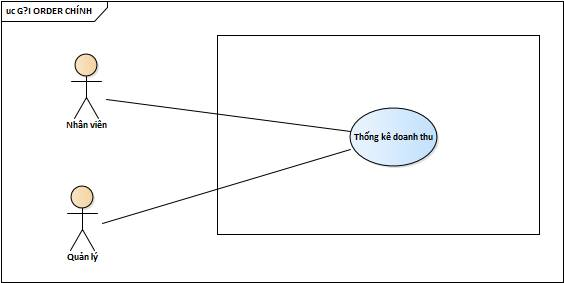 uc G?I ORDER CHÍNH
Nhân viên
Thống kê doanh thu
Quản lý